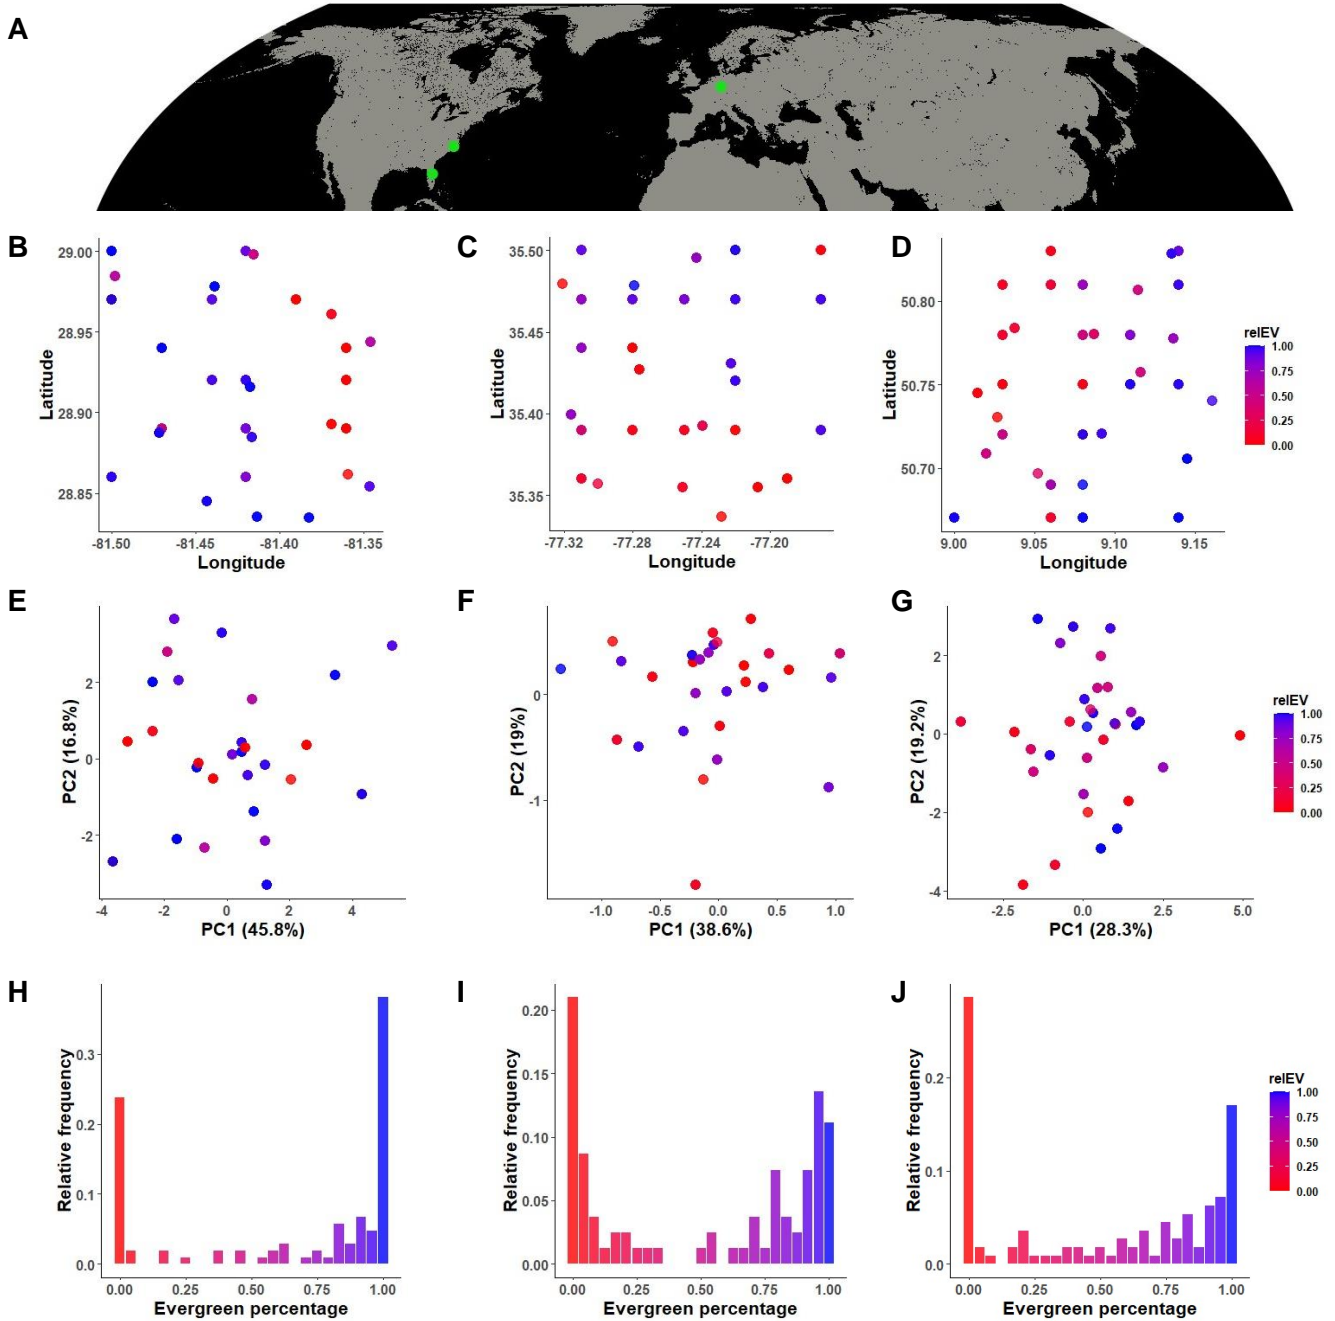 A
B
29.00
28.95
28.90
28.85
Latitude
-81.50
-81.45
-81.40
-81.35
Longitude
C
35.50
35.45
35.40
35.35
Latitude
-77.32
-77.28
-77.24
-77.20
Longitude
D
50.80
50.75
50.70
Latitude
9.00
9.05
9.10
9.15
Longitude
relEV
1.00
0.75
0.50
0.25
0.00
E
2
0
-2
PC2 (16.8%)
-4
-2
0
2
4
PC1 (45.8%)
F
0
-1
PC2 (19%)
-1.0
-0.5
0.0
0.5
1.0
PC1 (38.6%)
G
2
0
-2
-4
PC2 (19.2%)
-2.5
0.0
2.5
5.0
PC1 (28.3%)
relEV
1.00
0.75
0.50
0.25
0.00
H
0.3
0.2
0.1
0.0
Relative frequency
0.00
0.25
0.50
0.75
1.00
Evergreen percentage
I
0.20
0.15
0.10
0.05
0.00
Relative frequency
0.00
0.25
0.50
0.75
1.00
Evergreen percentage
J
0.2
0.1
0.0
Relative frequency
0.00
0.25
0.50
0.75
1.00
Evergreen percentage
relEV
1.00
0.75
0.50
0.25
0.00